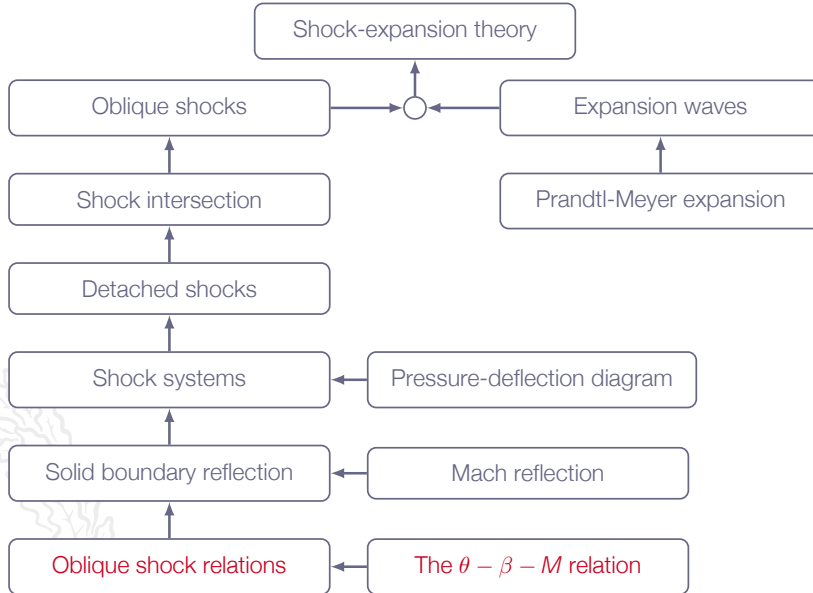 Shock-expansion theory
Oblique shocks
Expansion waves
Shock intersection
Prandtl-Meyer expansion
Detached shocks
Shock systems
Pressure-deflection diagram
Solid boundary reflection
Mach reflection
Oblique shock relations
The θ − β − M relation